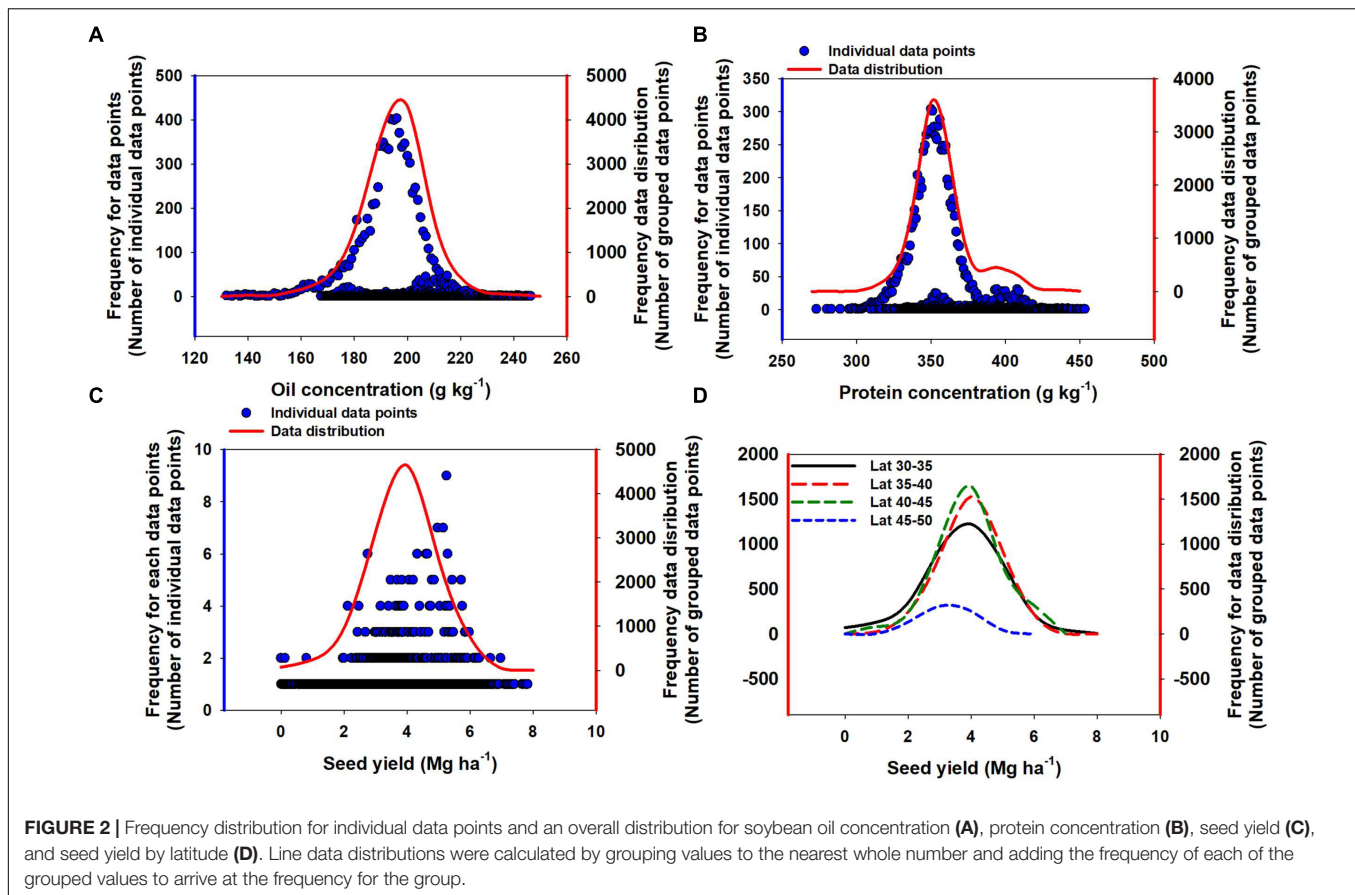 A
Frequency for data points
(Number of individual data points)
500
400
300
200
100
0
5000
4000
3000
2000
1000
0
Frequency data disribution
(Number of grouped data points)
120 140 160 180 200 220 240 260
Oil concentration (g kg-1)
B
Individual data points
Data distribution
Frequency for data points
(Number of individual data points)
350
300
250
200
150
100
50
0
4000
3000
2000
1000
0
Frequency data distribution
(Number of grouped data points)
250 300 350 400 450 500
Protein concentration (g kg-1)
C
Individual data points
Data distribution
Frequency for each data points
(Number of individual data points)
10
8
6
4
2
0
5000
4000
3000
2000
1000
0
Frequency data distribution
(Number of grouped data points)
0 2 4 6 8 10
Seed yield (Mg ha-1)
D
2000
1500
1000
500
0
-500
Lat 30-35
Lat 35-40
Lat 40-45
Lat 45-50
2000
1500
1000
500
0
-500
Frequency for data distribution
(Number of grouped data points)
0 2 4 6 8 10
Seed yield (Mg ha-1)
FIGURE 2 | Frequency distribution for individual data points and an overall distribution for soybean oil concentration (A), protein concentration (B), seed yield (C),
and seed yield by latitude (D). Line data distributions were calculated by grouping values to the nearest whole number and adding the frequency of each of the
grouped values to arrive at the frequency for the group.